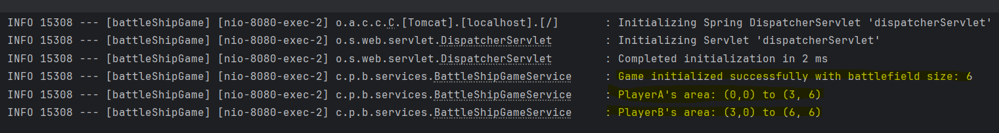 INFO 15308 --- [battleShipGame] [nio-8080-exec-2] o.a.c.c.C.[Tomcat].[localhost].[/] : Initializing Spring DispatcherServlet 'dispatcherServlet'
INFO 15308 --- [battleShipGame] [nio-8080-exec-2] o.s.web.servlet.DispatcherServlet : Initializing Servlet 'dispatcherServlet'
INFO 15308 --- [battleShipGame] [nio-8080-exec-2] o.s.web.servlet.DispatcherServlet : Completed initialization in 2 ms
INFO 15308 --- [battleShipGame] [nio-8080-exec-2] c.p.b.services.BattleShipGameService : Game initialized successfully with battlefield size: 6
INFO 15308 --- [battleShipGame] [nio-8080-exec-2] c.p.b.services.BattleShipGameService : PlayerA's area: (0,0) to (3, 6)
INFO 15308 --- [battleShipGame] [nio-8080-exec-2] c.p.b.services.BattleShipGameService : PlayerB's area: (3,0) to (6, 6)